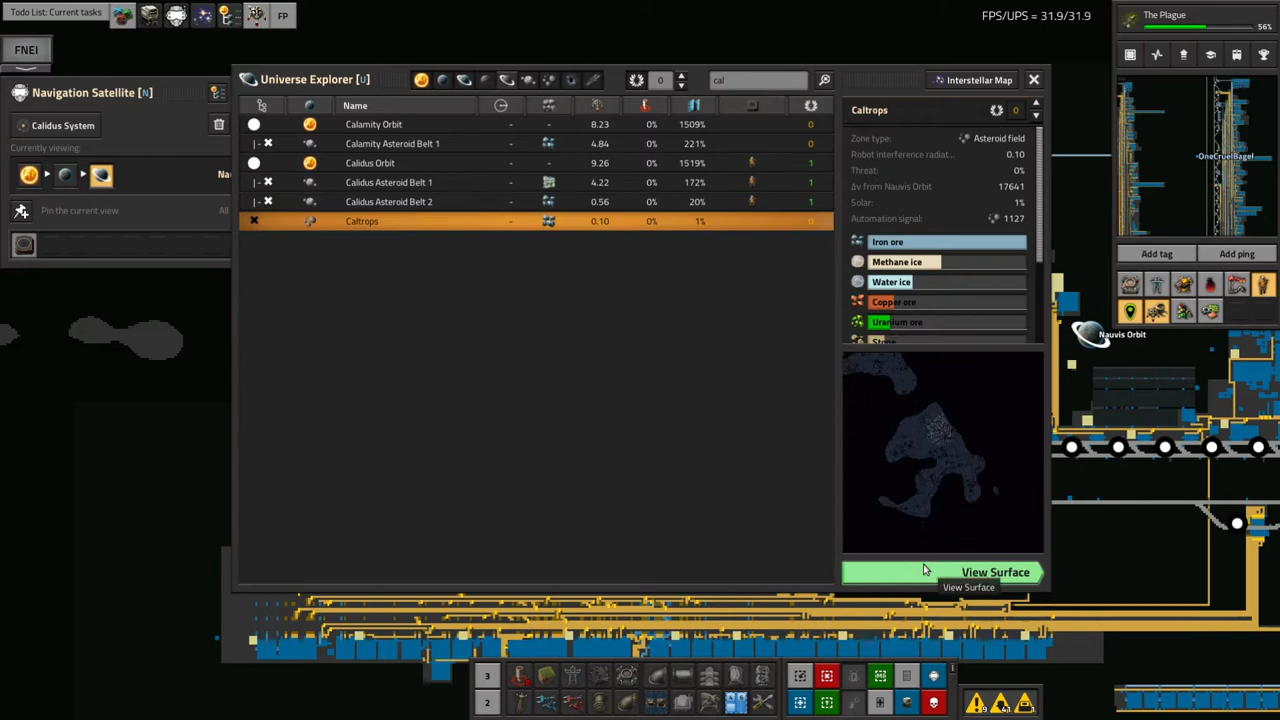 Todo List: Current tasks
FP
FPS/UPS = 31.9/31.9
The Plague
56%
FNEI
Navigation Satellite [N]
Calidus System
Currently viewing:
Na
Pin the current view
All
Universe Explorer [U]
0
cal
Interstellar Map
Name
Calamity Orbit - - 8.23 0% 1509% 0
|- Calamity Asteroid Belt 1 - 4.84 0% 221% 0
Calidus Orbit - - 9.26 0% 1519% 1
|- Calidus Asteroid Belt 1 - 4.22 0% 172% 1
|- Calidus Asteroid Belt 2 - 0.56 0% 20% 1
Caltrops - 0.10 0% 1% 0
Caltrops 0
Zone type: Asteroid field
Robot interference radiat... 0.10
Threat: 0%
Δv from Nauvis Orbit 17641
Solar: 1%
Automation signal: 1127
Iron ore
Methane ice
Water ice
Copper ore
Uranium ore
Stone
View Surface
View Surface
OneCruelBagel
Add tag
Add ping
Nauvis Orbit
3
2